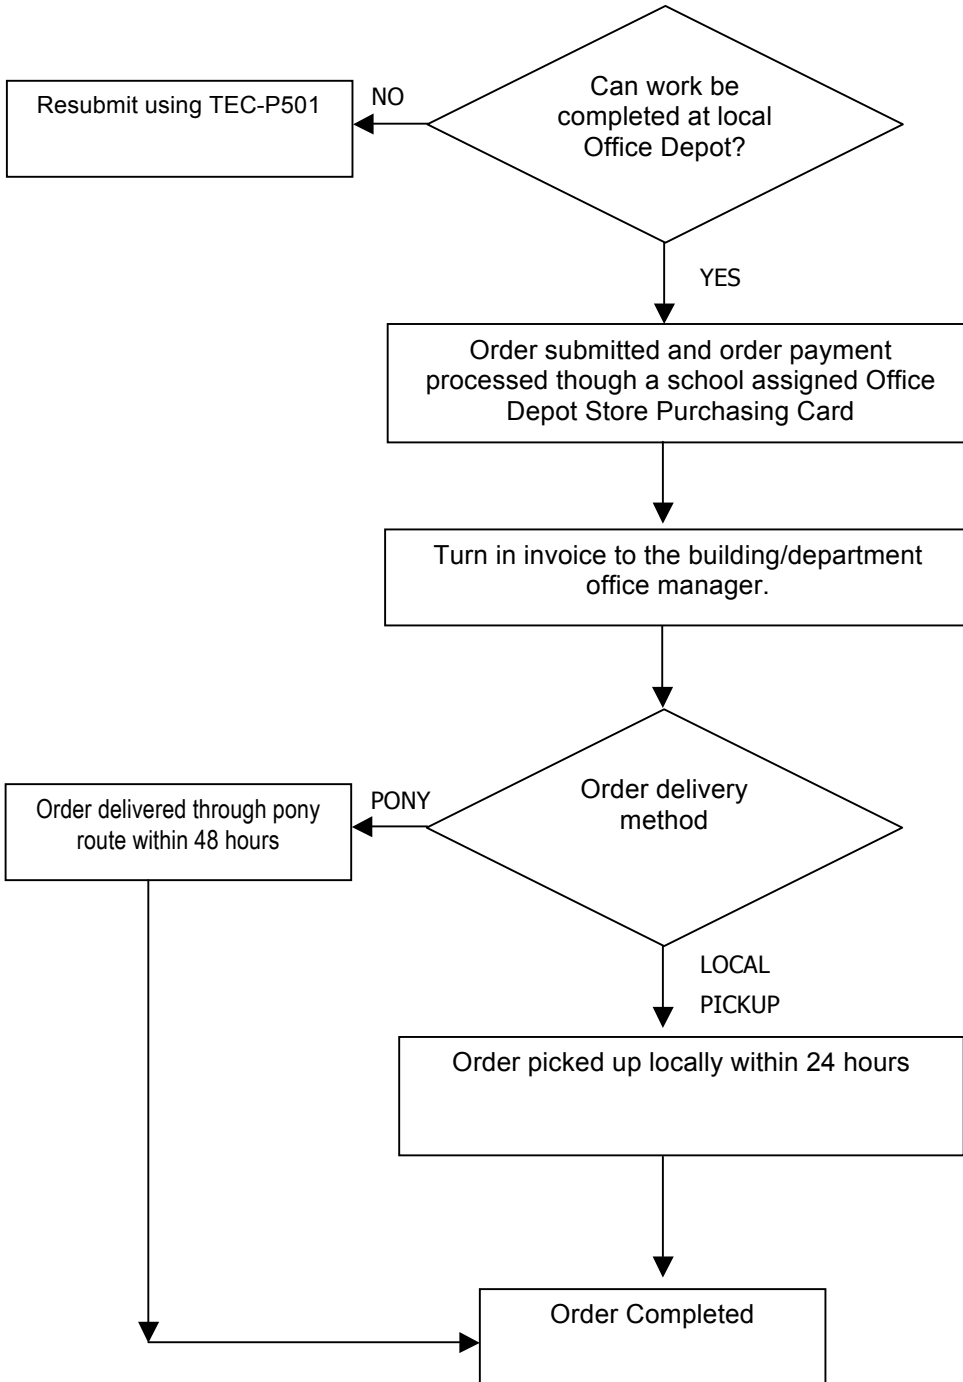 Can work be
completed at local
Office Depot?
NO
Resubmit using TEC-P501
YES
Order submitted and order payment
processed though a school assigned Office
Depot Store Purchasing Card
Turn in invoice to the building/department
office manager.
Order delivery
method
PONY
Order delivered through pony
route within 48 hours
LOCAL
PICKUP
Order picked up locally within 24 hours
Order Completed